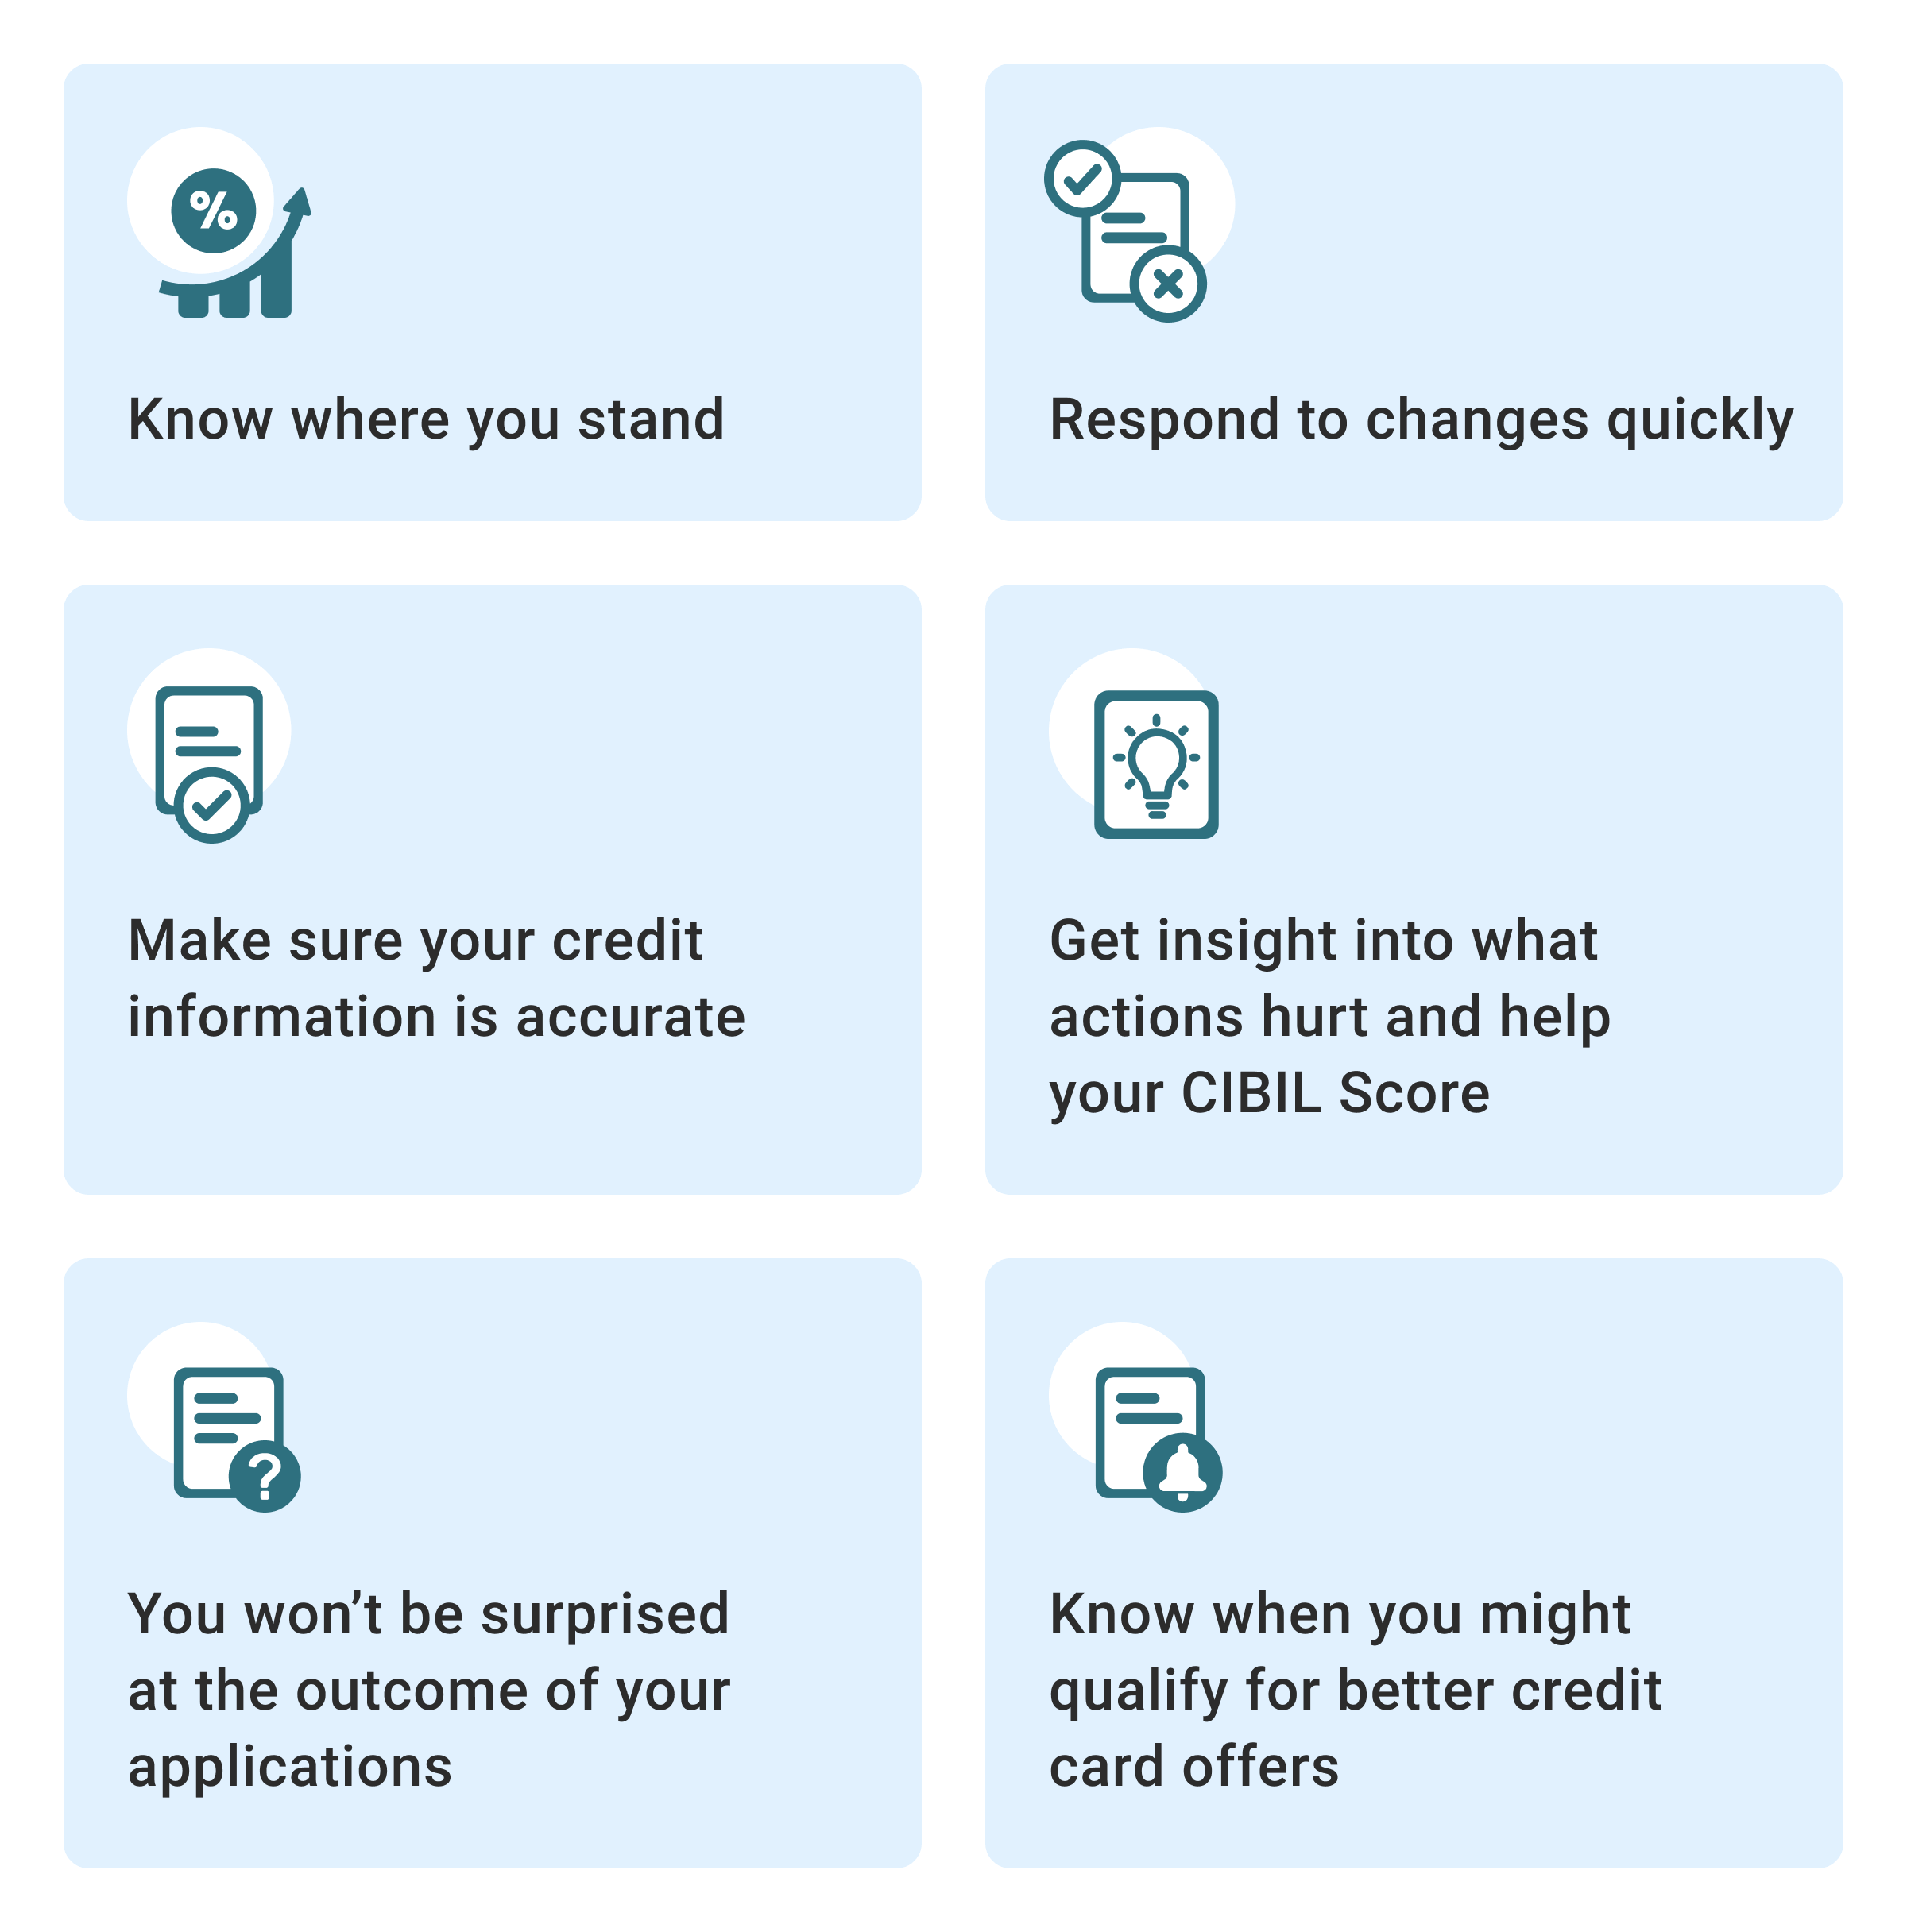 %
Know where you stand
Respond to changes quickly
Make sure your credit
information is accurate
Get insight into what
actions hurt and help
your CIBIL Score
?
You won’t be surprised
at the outcome of your
applications
Know when you might
qualify for better credit
card offers